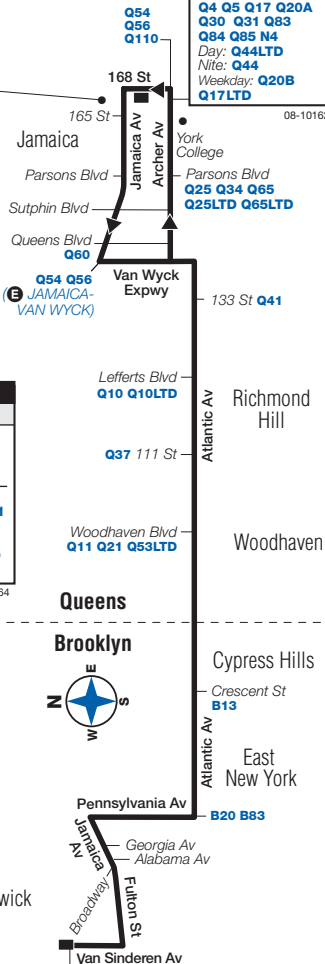 Q54
Q56
Q110
Q4 Q5 Q17 Q20A
Q30 Q31 Q83
Q84 Q85 N4
Day: Q44LTD
Nite: Q44
Weekday: Q20B
Q17LTD
08-10162
168 St
165 St
Jamaica
Jamaica Av
Archer Av
York
College
Parsons Blvd
Parsons Blvd
Q25 Q34 Q65
Q25LTD Q65LTD
Sutphin Blvd
Queens Blvd
Q60
Q54 Q56
(E JAMAICA-
VAN WYCK)
Van Wyck
Expwy
133 St Q41
Lefferts Blvd
Q10 Q10LTD
Atlantic Av
Richmond
Hill
Q37 111 St
Woodhaven Blvd
Q11 Q21 Q53LTD
Woodhaven
64
Queens
Brooklyn
N
E
S
W
Cypress Hills
Crescent St
B13
Atlantic Av
East
New York
Pennsylvania Av
B20 B83
Jamaica
Av
Georgia Av
Alabama Av
Broadway
Fulton St
wick
Van Sinderen Av